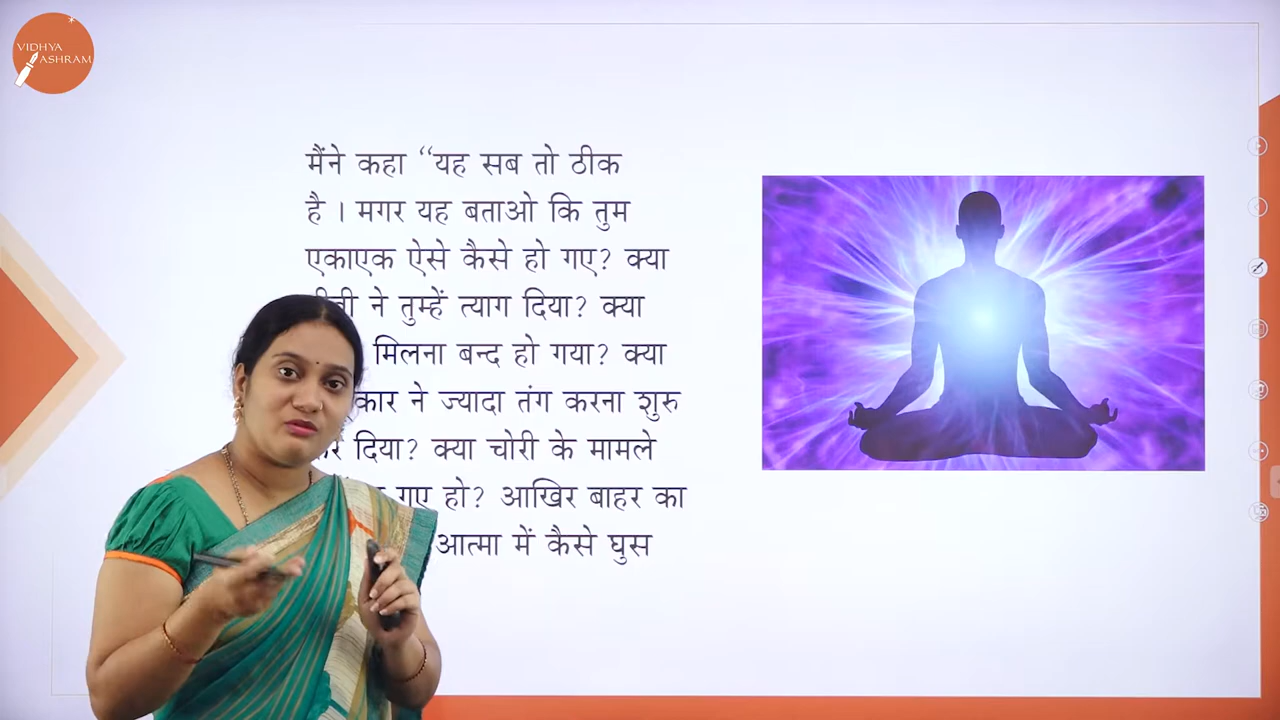 VIDHYA
ASHRAM
मैंने कहा “यह सब तो ठीक
है । मगर यह बताओ कि तुम
एकाएक ऐसे कैसे हो गए? क्या
ने तुम्हें त्याग दिया? क्या
मिलना बन्द हो गया? क्या
ने ज्यादा तंग करना शुरु
दिया? क्या चोरी के मामले
गए हो? आखिर बाहर का
आत्मा में कैसे घुस